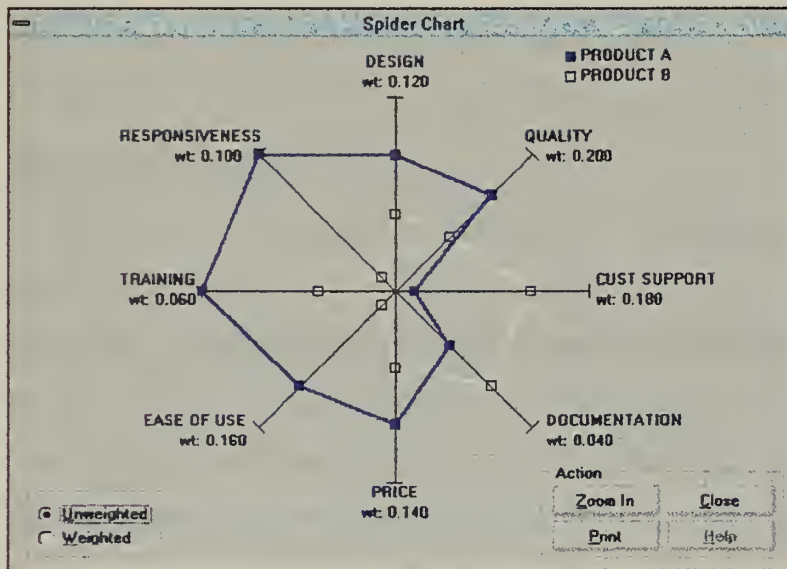 Spider Chart
DESIGN
wt: 0.120
PRODUCT A
PRODUCT B
RESPONSIVENESS
wt: 0.100
QUALITY
wt: 0.200
TRAINING
wt: 0.060
CUST SUPPORT
wt: 0.180
EASE OF USE
wt: 0.160
DOCUMENTATION
wt: 0.040
PRICE
wt: 0.140
Unweighted
Weighted
Action
Zoom In
Close
Print
Help